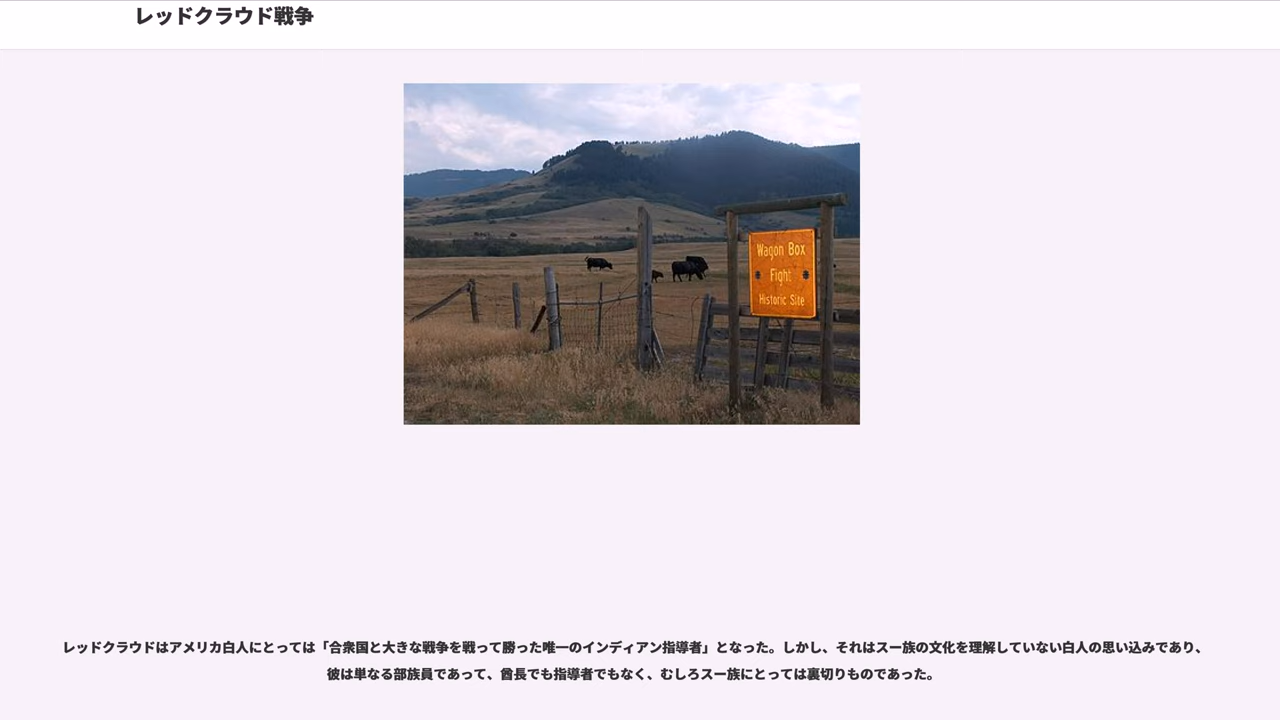 レッドクラウド戦争
Wagon Box
Fight
Historic Site
レッドクラウドはアメリカ白人にとっては「合衆国と大きな戦争を戦って勝った唯一のインディアン指導者」となった。しかし、それはスー族の文化を理解していない白人の思い込みであり、
彼は単なる部族員であって、酋長でも指導者でもなく、むしろスー族にとっては裏切りものであった。